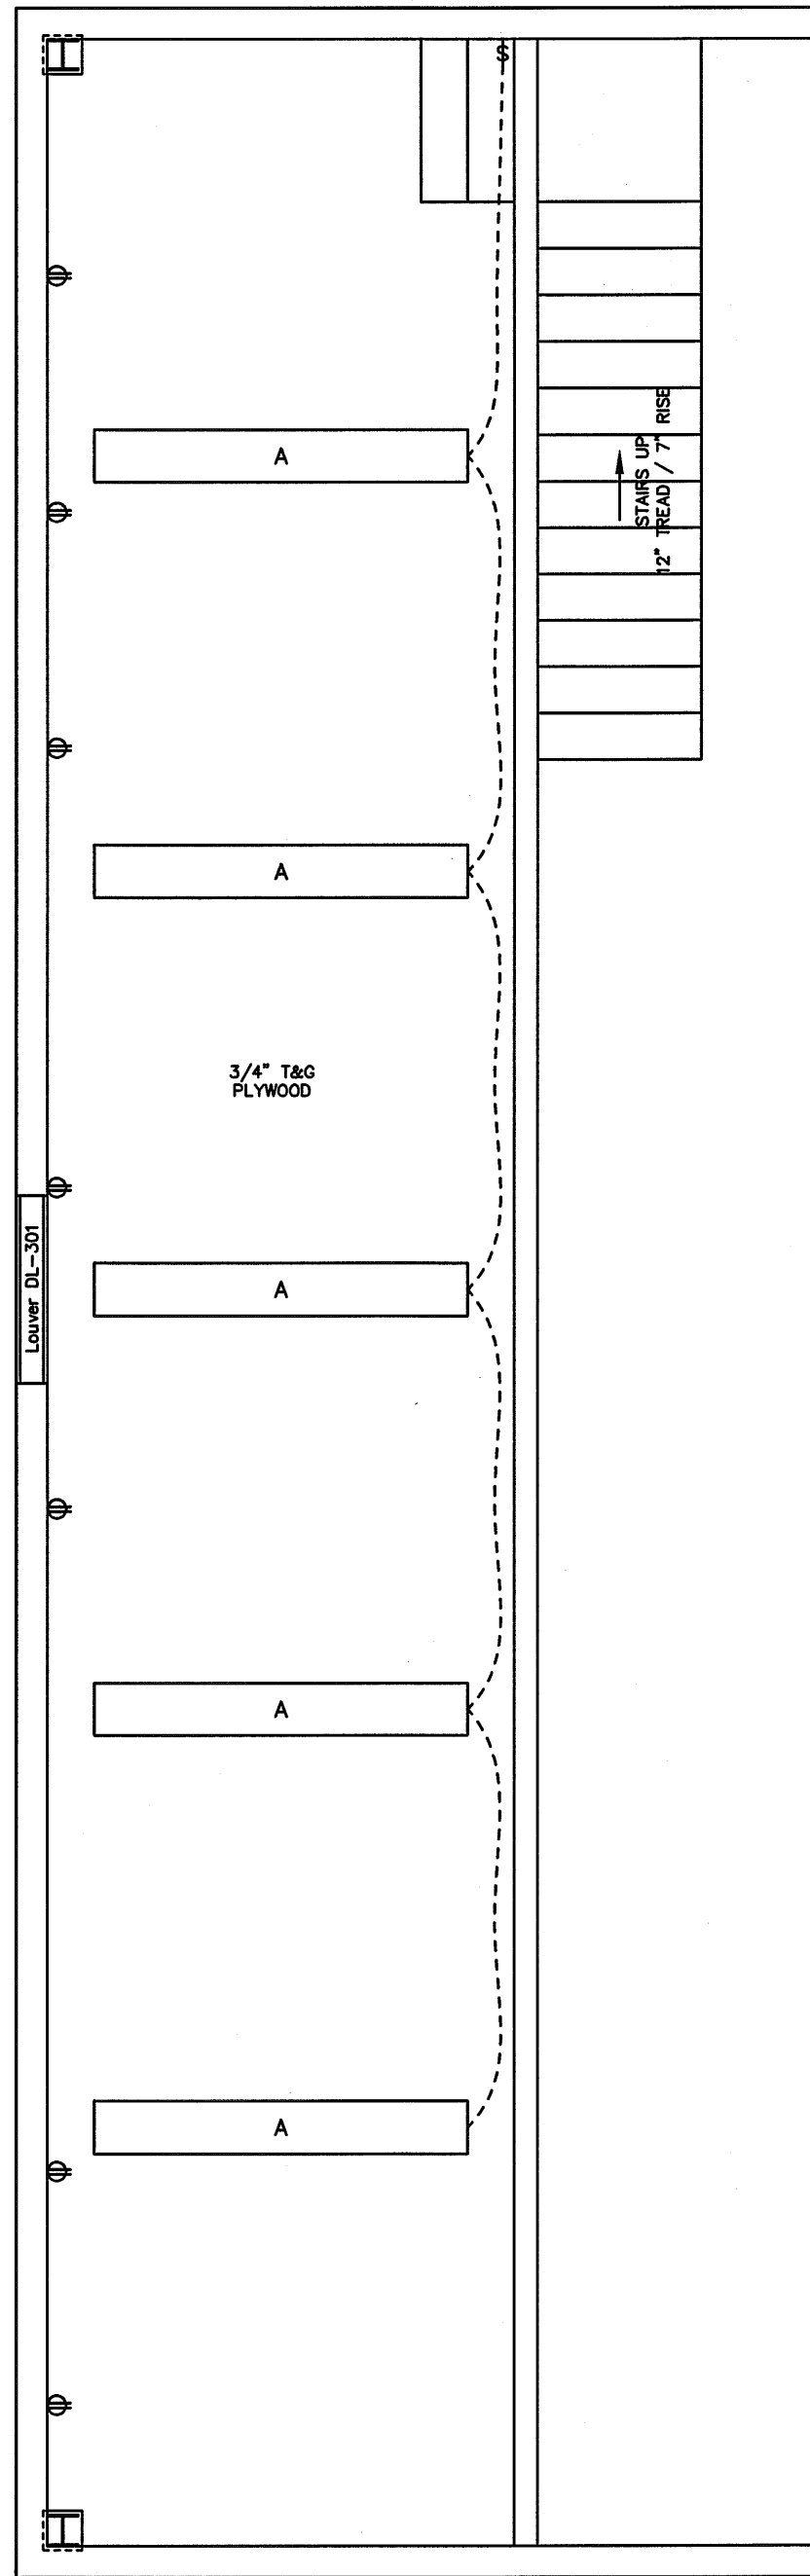 S
STAIRS UP
12" TREAD / 7" RISE
A
A
3/4" T&G
PLYWOOD
Louver DL-301
A
A
A